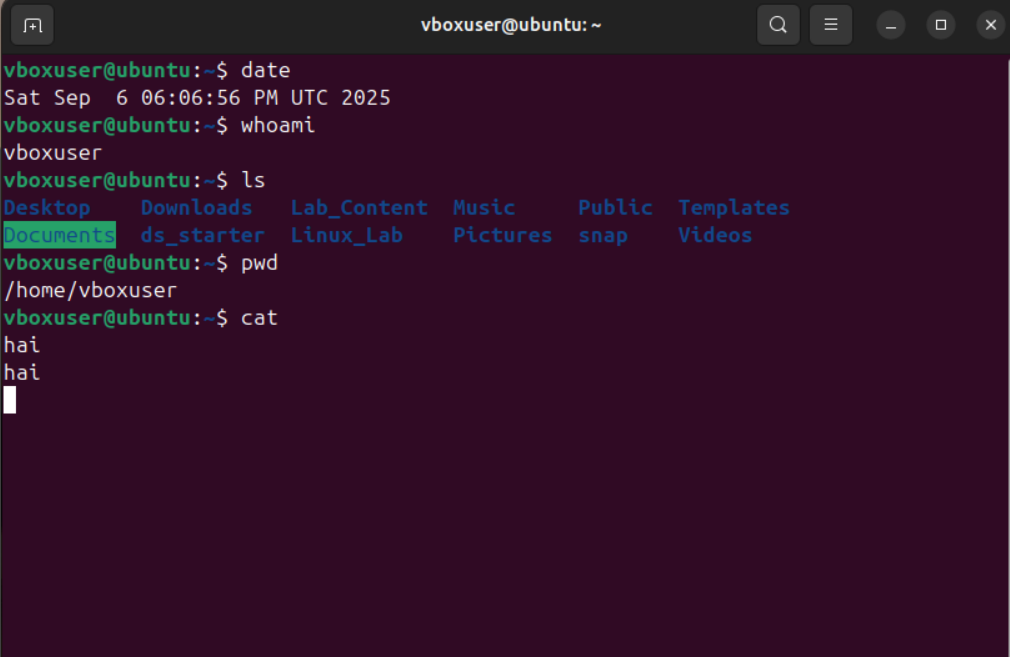 vboxuser@ubuntu: ~
vboxuser@ubuntu:~$ date
Sat Sep  6 06:06:56 PM UTC 2025
vboxuser@ubuntu:~$ whoami
vboxuser
vboxuser@ubuntu:~$ ls
Desktop    Downloads   Lab_Content  Music     Public  Templates
Documents  ds_starter  Linux_Lab    Pictures  snap    Videos
vboxuser@ubuntu:~$ pwd
/home/vboxuser
vboxuser@ubuntu:~$ cat
hai
hai